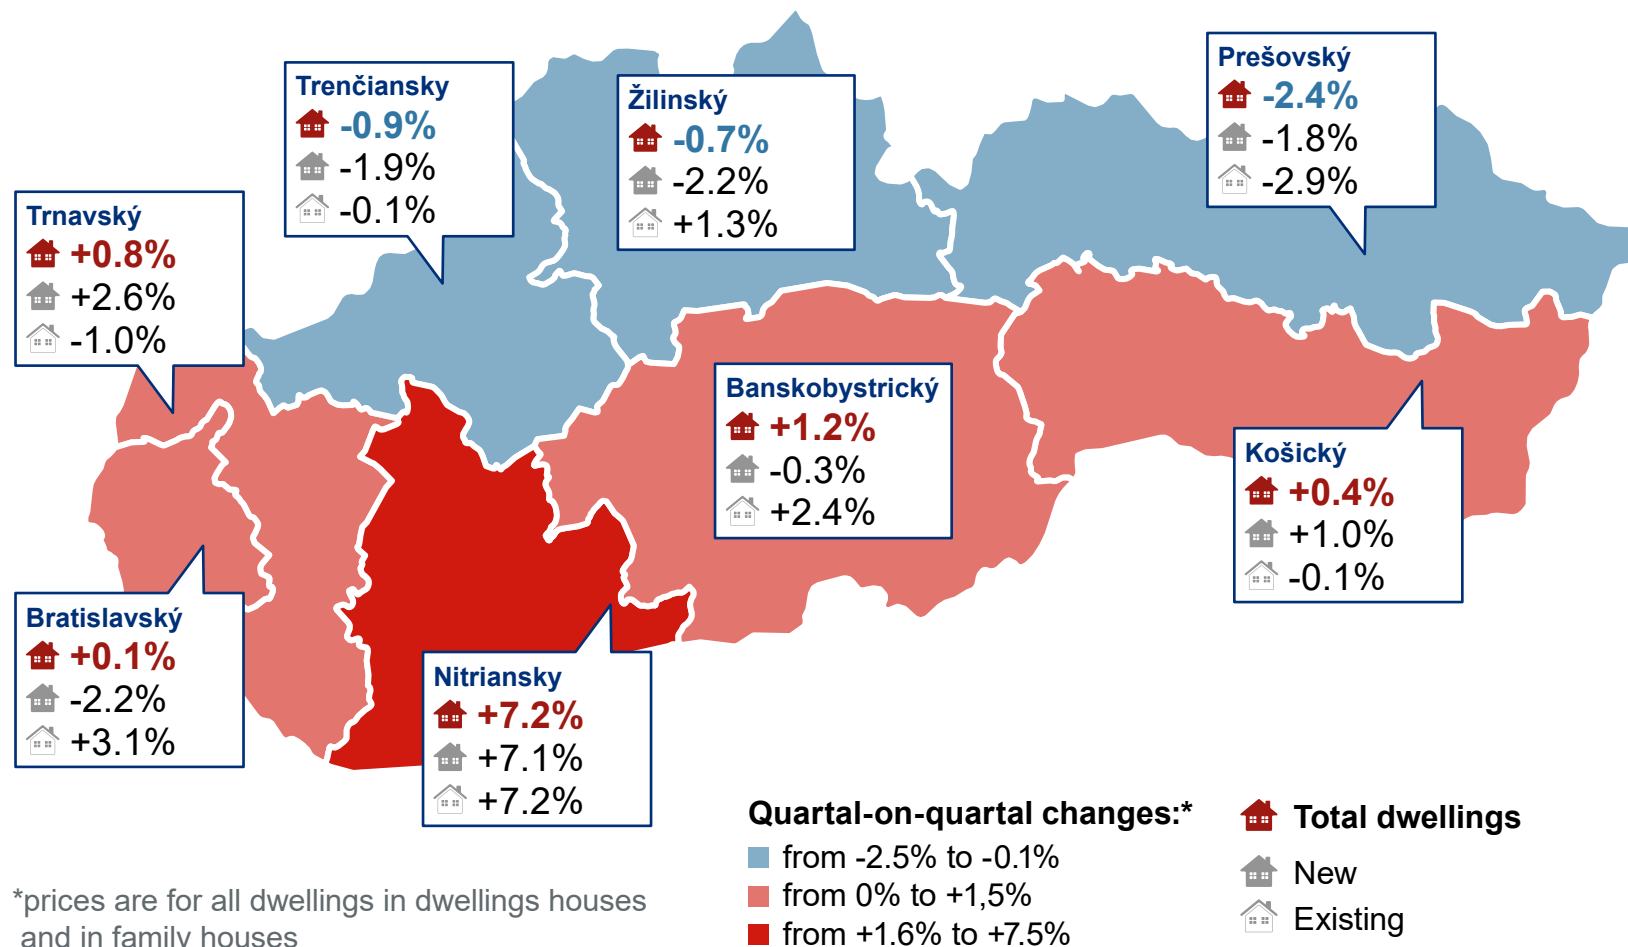 Trenčiansky
-0.9%
-1.9%
-0.1%
Žilinský
-0.7%
-2.2%
+1.3%
Prešovský
-2.4%
-1.8%
-2.9%
Trnavský
+0.8%
+2.6%
-1.0%
Banskobystrický
+1.2%
-0.3%
+2.4%
Košický
+0.4%
+1.0%
-0.1%
Bratislavský
+0.1%
-2.2%
+3.1%
Nitriansky
+7.2%
+7.1%
+7.2%
Quartal-on-quartal changes:*
from -2.5% to -0.1%
from 0% to +1,5%
from +1.6% to +7.5%
Total dwellings
New
Existing
*prices are for all dwellings in dwellings houses
and in family houses